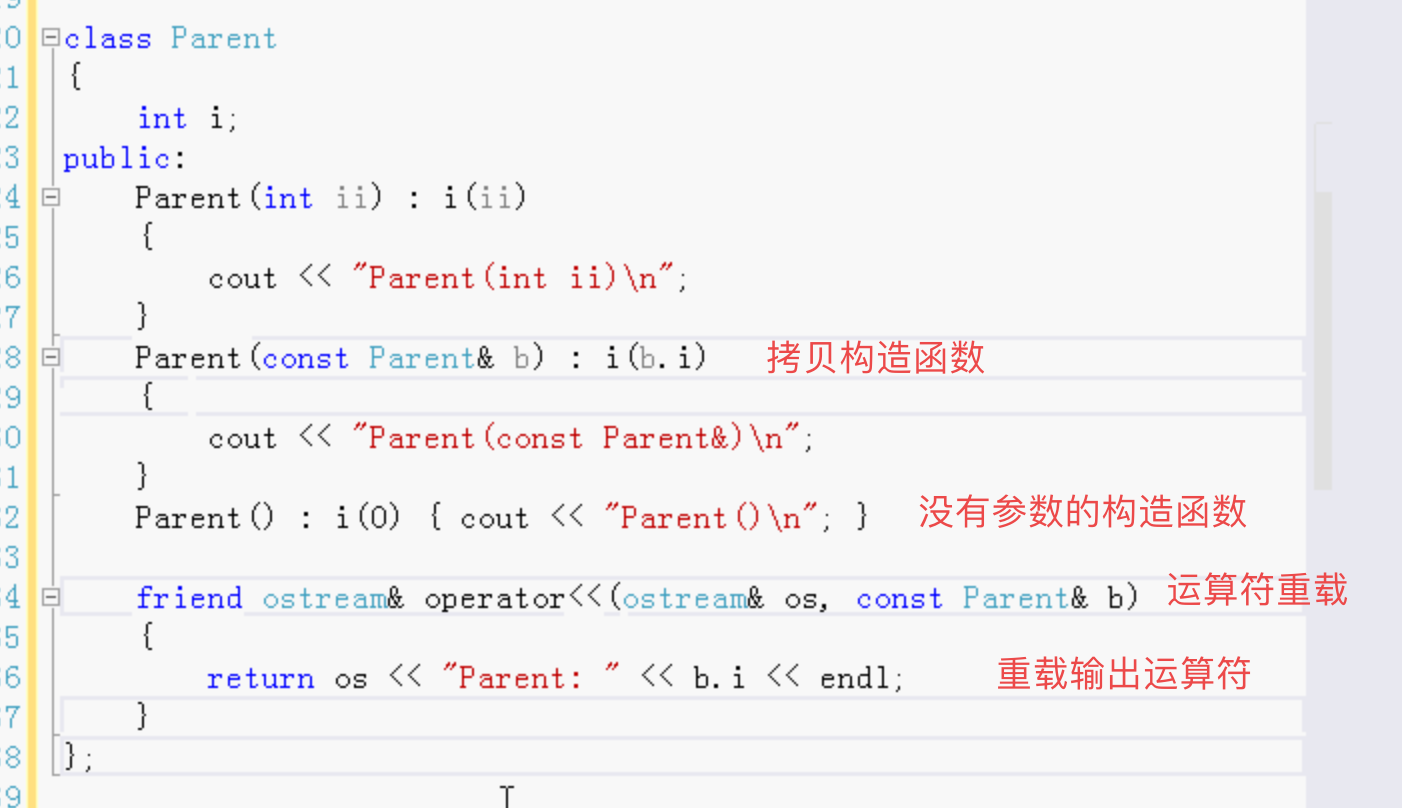 0 class Parent
1 {
2 int i;
3 public:
4 Parent(int ii) : i(ii)
5 {
6 cout << "Parent(int ii)\n";
7 }
8 Parent(const Parent& b) : i(b.i) 拷贝构造函数
9 {
0 cout << "Parent(const Parent&)\n";
1 }
2 Parent() : i(0) { cout << "Parent()\n"; } 没有参数的构造函数
3
4 friend ostream& operator<<(ostream& os, const Parent& b) 运算符重载
5 {
6 return os << "Parent: " << b.i << endl; 重载输出运算符
7 }
8 };
9